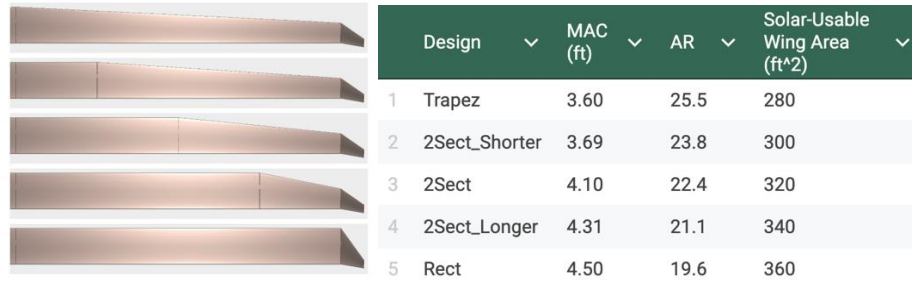 Design MAC (ft) AR Solar-Usable Wing Area (ft^2)
1 Trapez 3.60 25.5 280
2 2Sect_Shorter 3.69 23.8 300
3 2Sect 4.10 22.4 320
4 2Sect_Longer 4.31 21.1 340
5 Rect 4.50 19.6 360